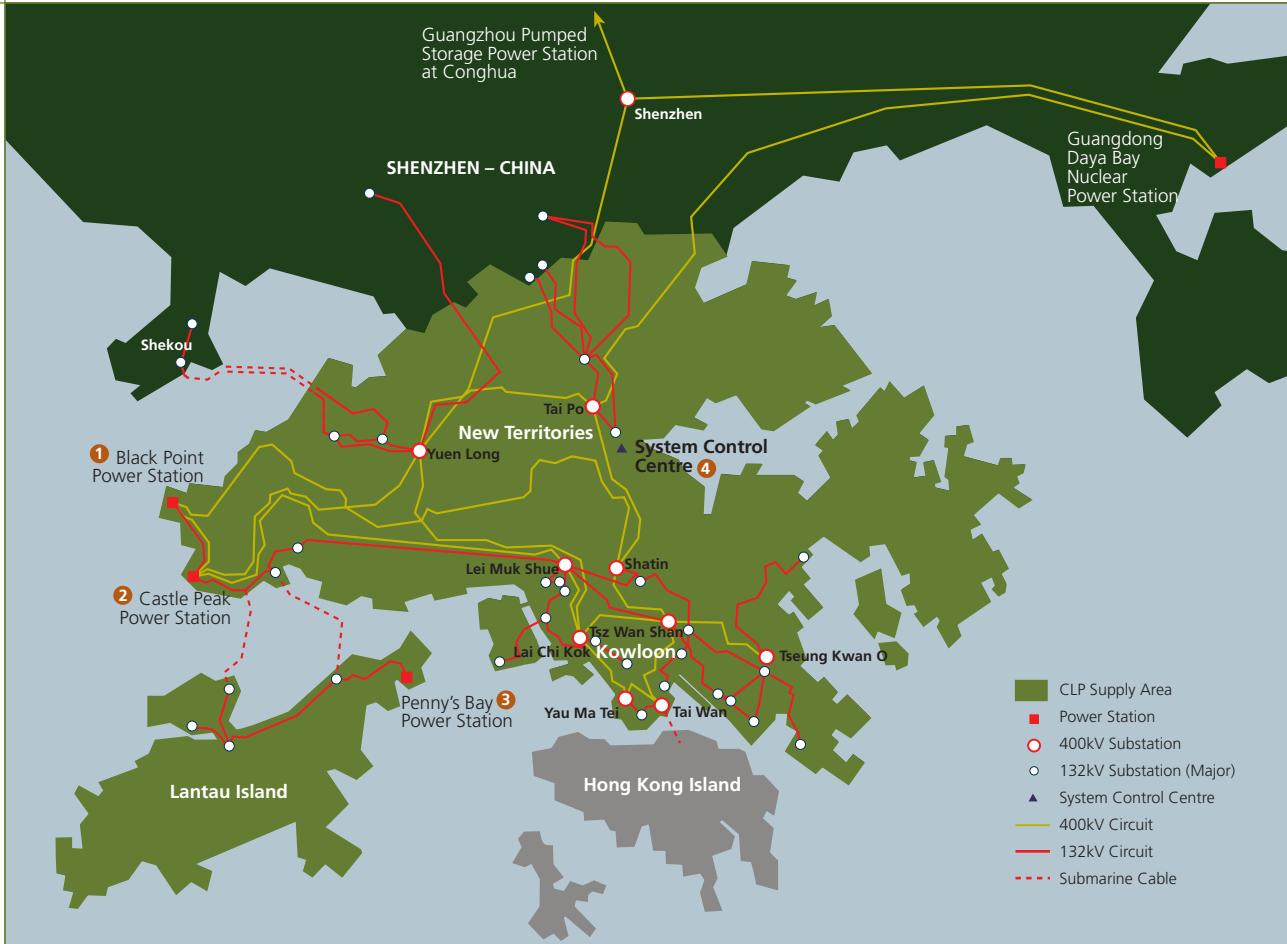 Guangzhou Pumped
Storage Power Station
at Conghua
Shenzhen
SHENZHEN – CHINA
Guangdong
Daya Bay
Nuclear
Power Station
Shekou
Tai Po
New Territories
System Control
Centre 4
Yuen Long
1 Black Point
Power Station
Lei Muk Shue
Shatin
2 Castle Peak
Power Station
Tsz Wan Shan
Lai Chi Kok
Kowloon
Tseung Kwan O
Penny's Bay 3
Power Station
Yau Ma Tei
Tai Wan
Lantau Island
Hong Kong Island
CLP Supply Area
Power Station
400kV Substation
132kV Substation (Major)
System Control Centre
400kV Circuit
132kV Circuit
Submarine Cable